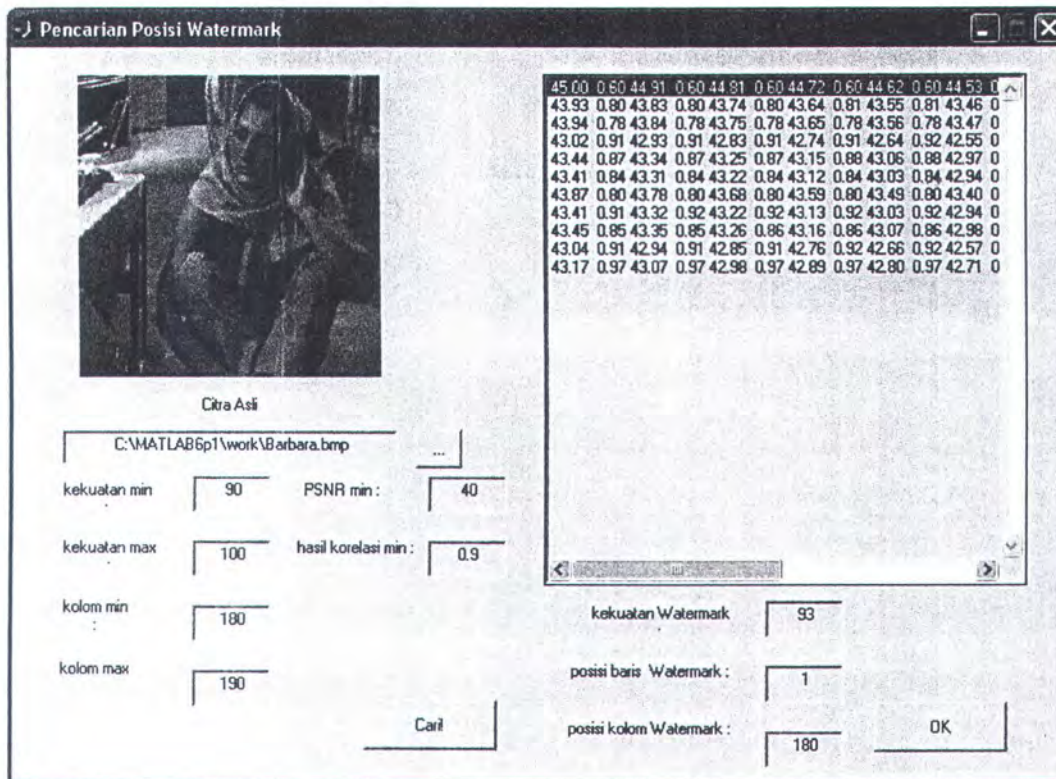 Pencarian Posisi Watermark
45.00 0.60 44.91 0.60 44.81 0.60 44.72 0.60 44.62 0.60 44.53 0
43.93 0.80 43.83 0.80 43.74 0.80 43.64 0.81 43.55 0.81 43.46 0
43.94 0.78 43.84 0.78 43.75 0.78 43.65 0.78 43.56 0.78 43.47 0
43.02 0.91 42.93 0.91 42.83 0.91 42.74 0.91 42.64 0.92 42.55 0
43.44 0.87 43.34 0.87 43.25 0.87 43.15 0.88 43.06 0.88 42.97 0
43.41 0.84 43.31 0.84 43.22 0.84 43.12 0.84 43.03 0.84 42.94 0
43.87 0.80 43.78 0.80 43.68 0.80 43.59 0.80 43.49 0.80 43.40 0
43.41 0.91 43.32 0.92 43.22 0.92 43.13 0.92 43.03 0.92 42.94 0
43.45 0.85 43.35 0.85 43.26 0.86 43.16 0.86 43.07 0.86 42.98 0
43.04 0.91 42.94 0.91 42.85 0.91 42.76 0.92 42.66 0.92 42.57 0
43.17 0.97 43.07 0.97 42.98 0.97 42.89 0.97 42.80 0.97 42.71 0
Citra Asli
C:\MATLAB6p1\work\Barbara.bmp ...
kekuatan min : 90 PSNR min : 40
kekuatan max : 100 hasil korelasi min : 0.9
kolom min : 180
kolom max 190
Cari!
kekuatan Watermark 93
posisi baris Watermark : 1
posisi kolom Watermark : 180
OK